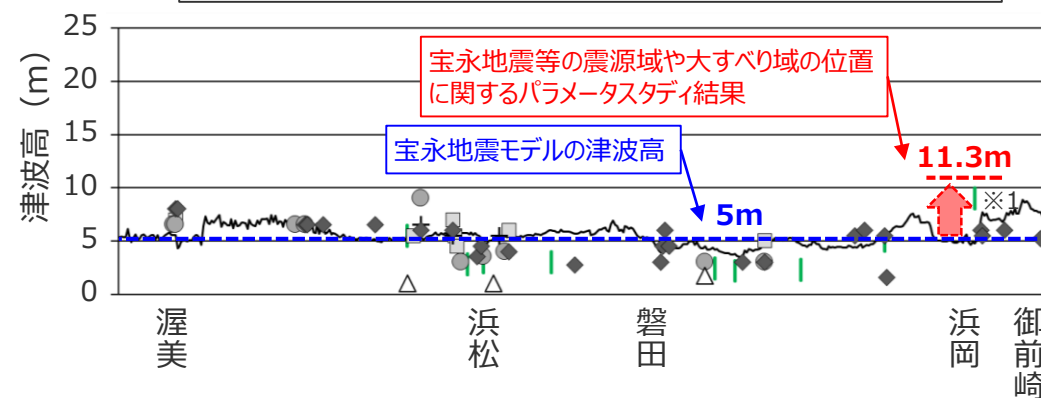 25
20
15
10
5
0
津波高（m）
宝永地震等の震源域や大すべり域の位置
に関するパラメータスタディ結果
宝永地震モデルの津波高
11.3m
※1
5m
渥美
浜松
磐田
浜岡
御前崎